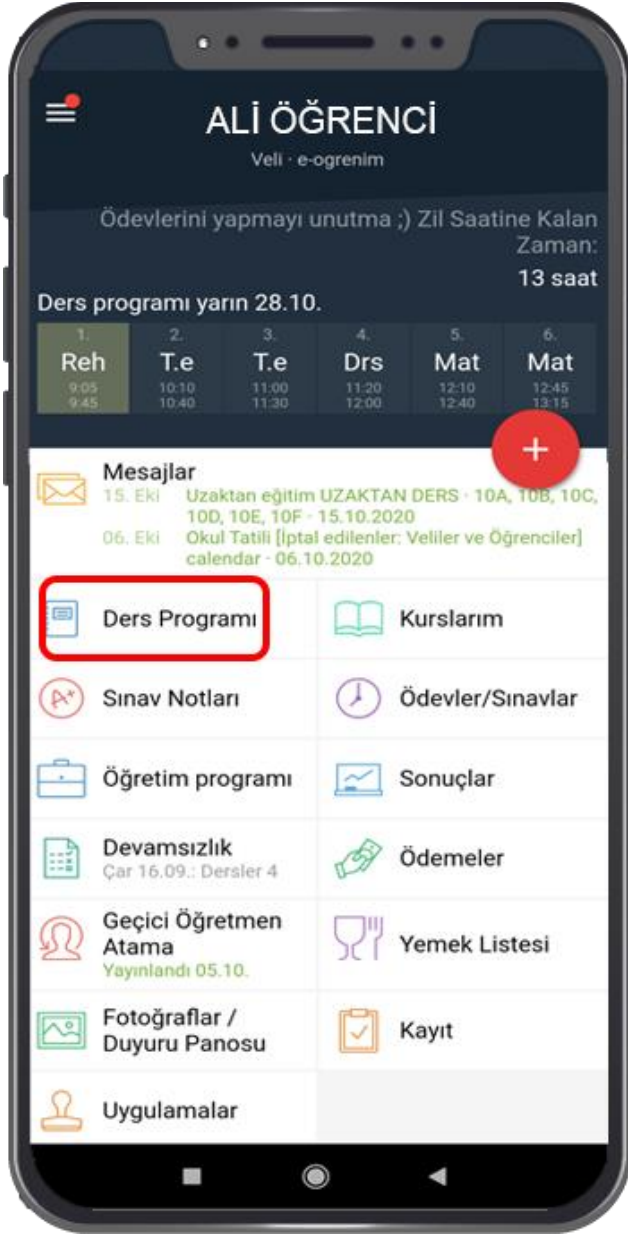 ALİ ÖĞRENCİ
Veli · e-ogrenim
Ödevlerini yapmayı unutma ;) Zil Saatine Kalan
Zaman:
13 saat
Ders programı yarın 28.10.
1. 2. 3. 4. 5. 6.
Reh T.e T.e Drs Mat Mat
9:05 10:10 11:00 11:20 12:10 12:45
9:45 10:40 11:30 12:00 12:40 13:15
+
Mesajlar
15. Eki Uzaktan eğitim UZAKTAN DERS · 10A, 10B, 10C,
10D, 10E, 10F · 15.10.2020
06. Eki Okul Tatili [İptal edilenler: Veliler ve Öğrenciler]
calendar · 06.10.2020
Ders Programı
Kurslarım
A+
Sınav Notları
Ödevler/Sınavlar
Öğretim programı
Sonuçlar
Devamsızlık
Çar 16.09.: Dersler 4
Ödemeler
Geçici Öğretmen
Atama
Yayınlandı 05.10.
Yemek Listesi
Fotoğraflar /
Duyuru Panosu
Kayıt
Uygulamalar